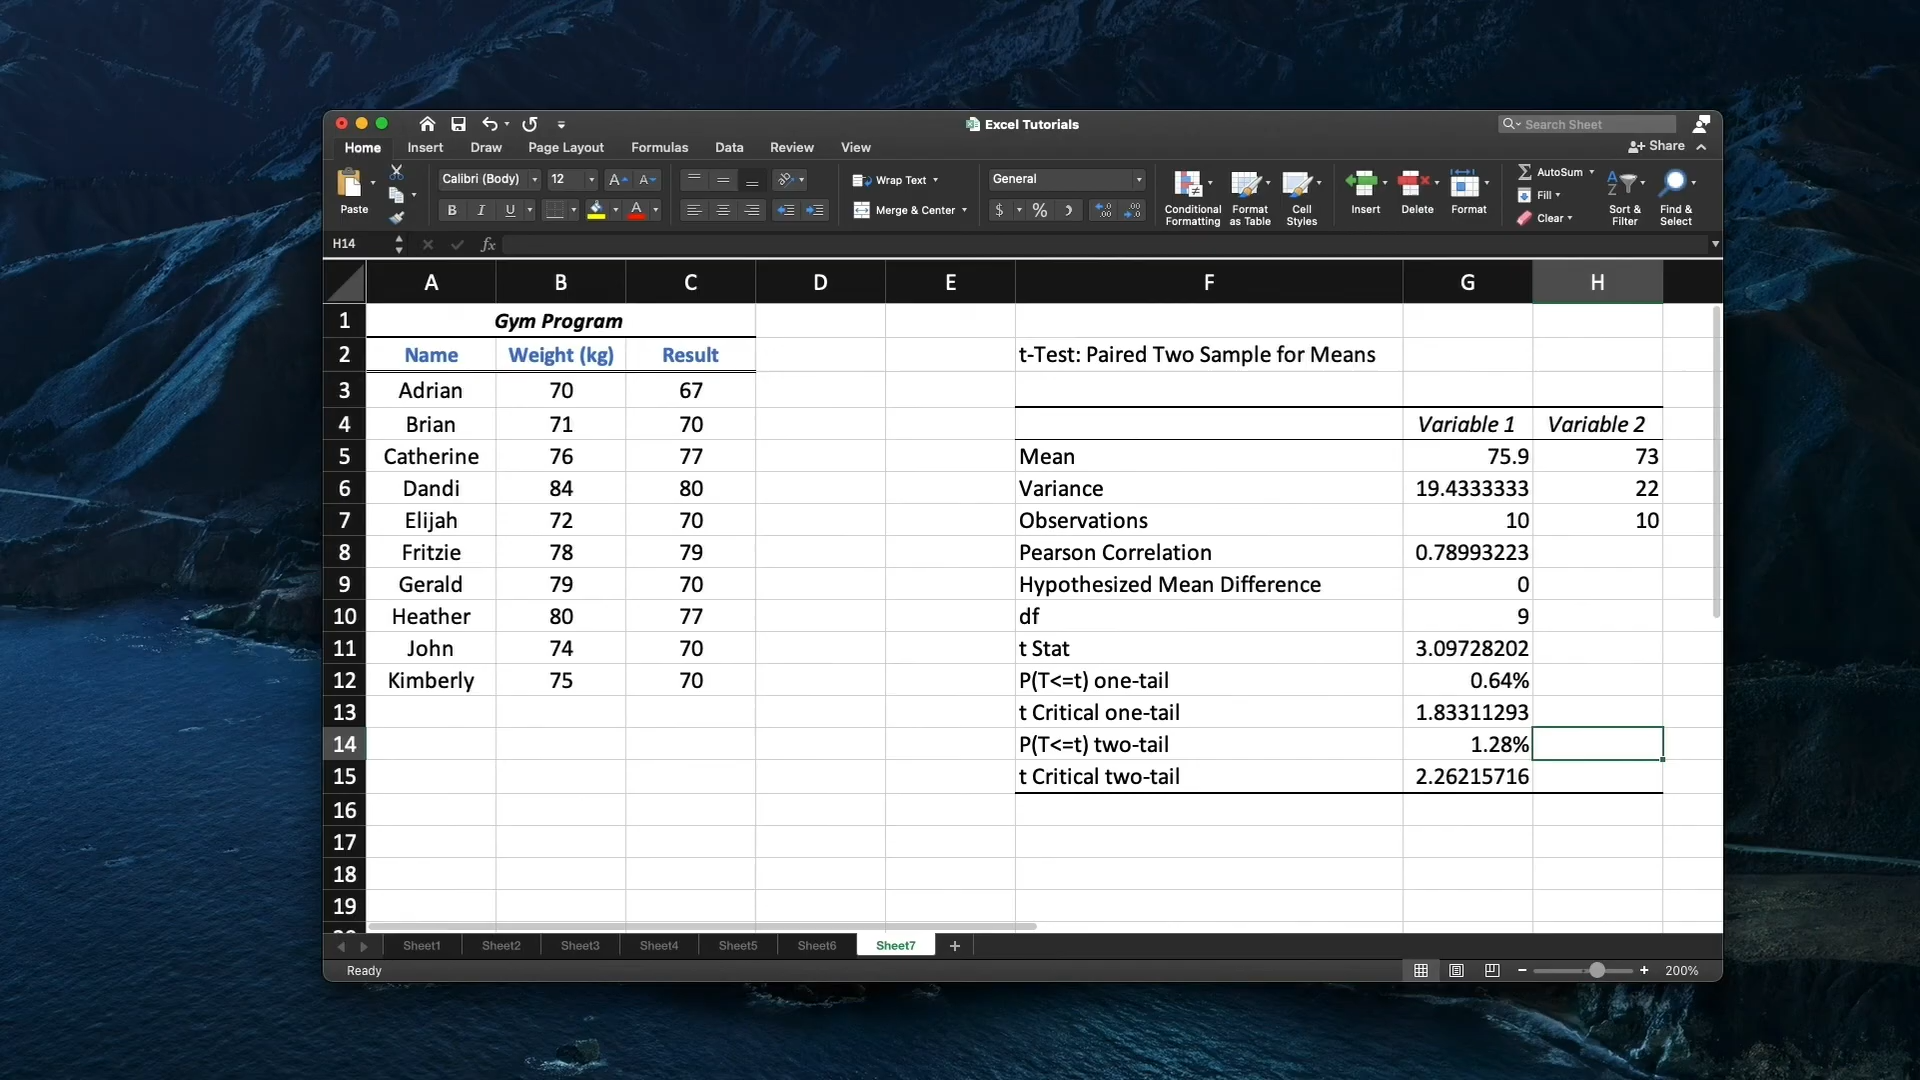 Excel Tutorials
Search Sheet
Home Insert Draw Page Layout Formulas Data Review View
Share
Paste
Calibri (Body) 12
Wrap Text
Merge & Center
General
Conditional Formatting
Format as Table
Cell Styles
Insert
Delete
Format
AutoSum
Fill
Clear
Sort & Filter
Find & Select
H14 fx
A B C D E F G H
1 Gym Program
2 Name Weight (kg) Result t-Test: Paired Two Sample for Means
3 Adrian 70 67
4 Brian 71 70 Variable 1 Variable 2
5 Catherine 76 77 Mean 75.9 73
6 Dandi 84 80 Variance 19.4333333 22
7 Elijah 72 70 Observations 10 10
8 Fritzie 78 79 Pearson Correlation 0.78993223
9 Gerald 79 70 Hypothesized Mean Difference 0
10 Heather 80 77 df 9
11 John 74 70 t Stat 3.09728202
12 Kimberly 75 70 P(T<=t) one-tail 0.64%
13 t Critical one-tail 1.83311293
14 P(T<=t) two-tail 1.28%
15 t Critical two-tail 2.26215716
16
17
18
19
Sheet1 Sheet2 Sheet3 Sheet4 Sheet5 Sheet6 Sheet7 +
Ready 200%